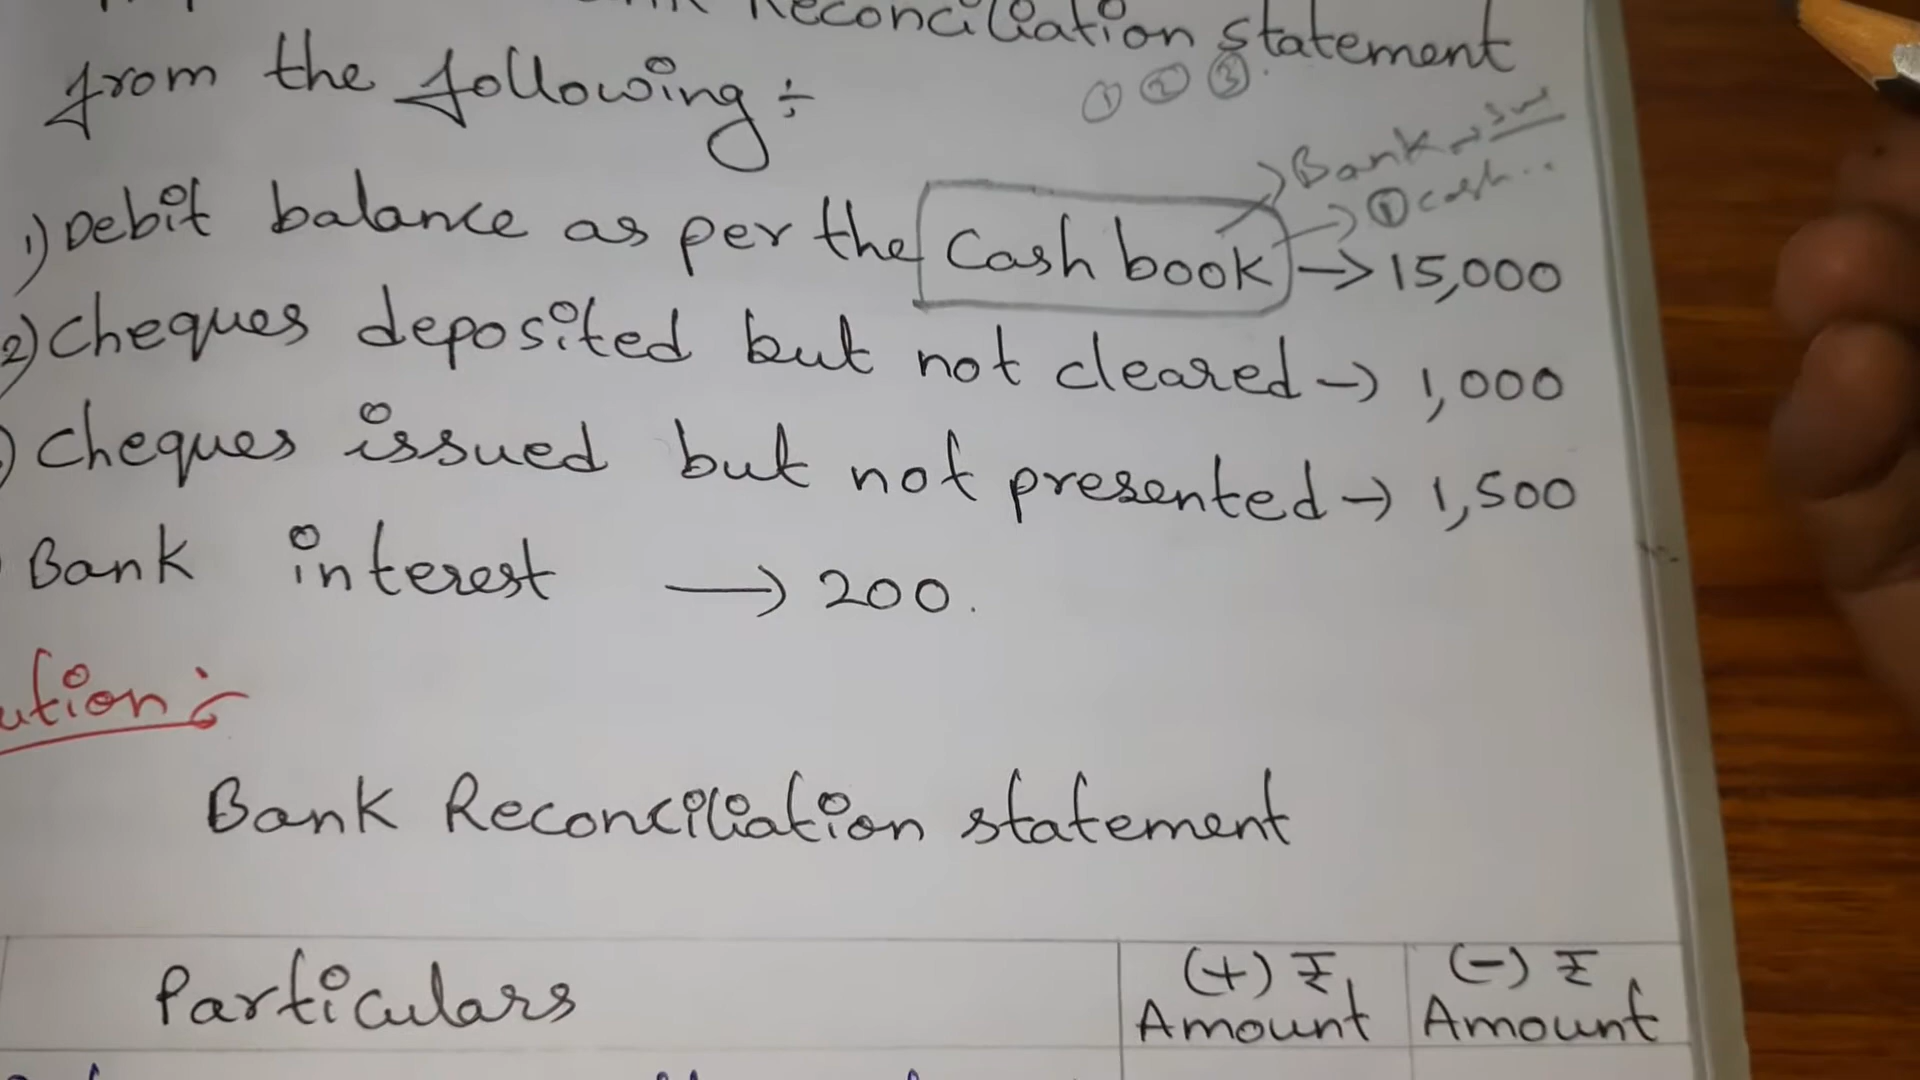 Reconciliation statement
from the following ÷
① ② ③
Bank →
① cash..
1) Debit balance as per the Cash book → 15,000
2) Cheques deposited but not cleared → 1,000
) Cheques issued but not presented → 1,500
Bank interest → 200.
ution :-
Bank Reconciliation statement
Particulars
(+) ₹ Amount
(-) ₹ Amount